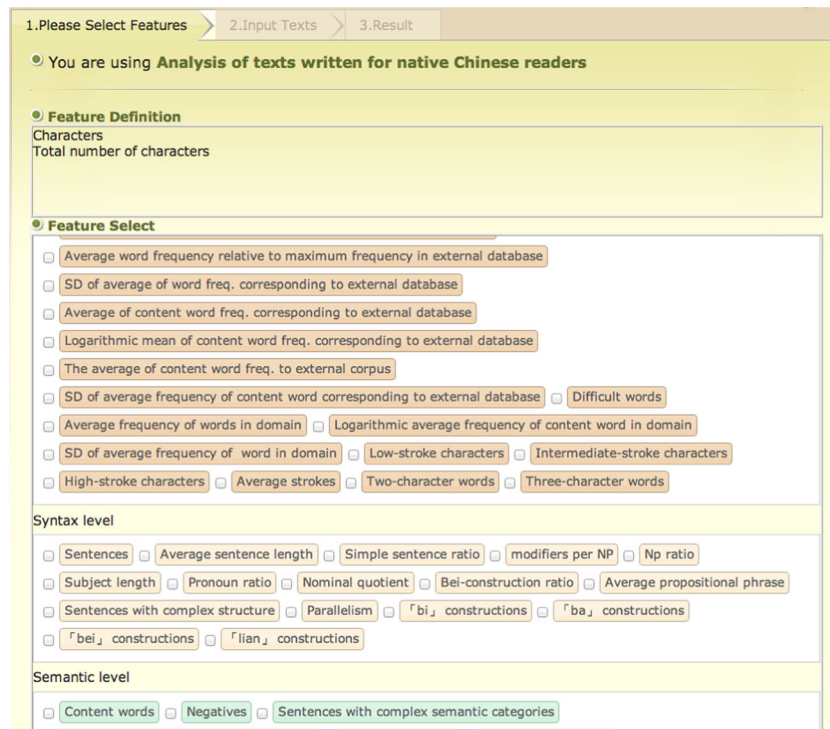 1.Please Select Features 2.Input Texts 3.Result
You are using Analysis of texts written for native Chinese readers
Feature Definition
Characters
Total number of characters
Feature Select
Average word frequency relative to maximum frequency in external database
SD of average of word freq. corresponding to external database
Average of content word freq. corresponding to external database
Logarithmic mean of content word freq. corresponding to external database
The average of content word freq. to external corpus
SD of average frequency of content word corresponding to external database Difficult words
Average frequency of words in domain Logarithmic average frequency of content word in domain
SD of average frequency of word in domain Low-stroke characters Intermediate-stroke characters
High-stroke characters Average strokes Two-character words Three-character words
Syntax level
Sentences Average sentence length Simple sentence ratio modifiers per NP Np ratio
Subject length Pronoun ratio Nominal quotient Bei-construction ratio Average propositional phrase
Sentences with complex structure Parallelism 「bi」 constructions 「ba」 constructions
「bei」 constructions 「lian」 constructions
Semantic level
Content words Negatives Sentences with complex semantic categories